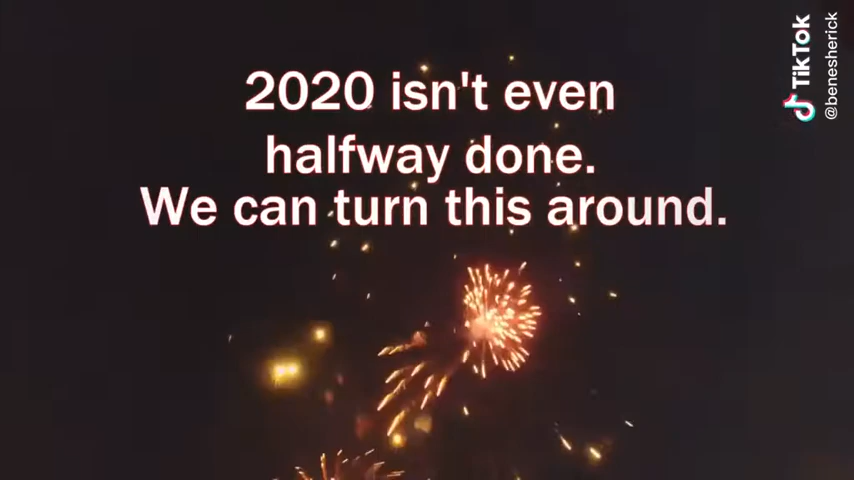 2020 isn't even
halfway done.
We can turn this around.
TikTok
@benesherick